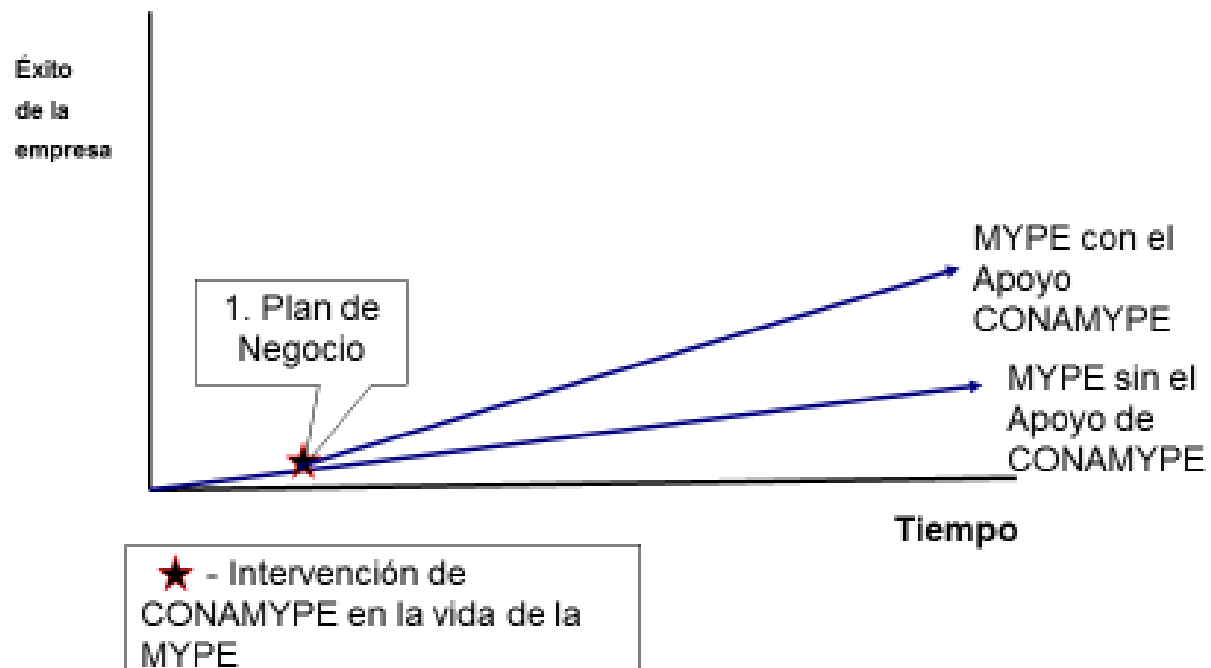 Éxito
de la
empresa
1. Plan de
Negocio
MYPE con el
Apoyo
CONAMYPE
MYPE sin el
Apoyo de
CONAMYPE
Tiempo
- Intervención de
CONAMYPE en la vida de la
MYPE